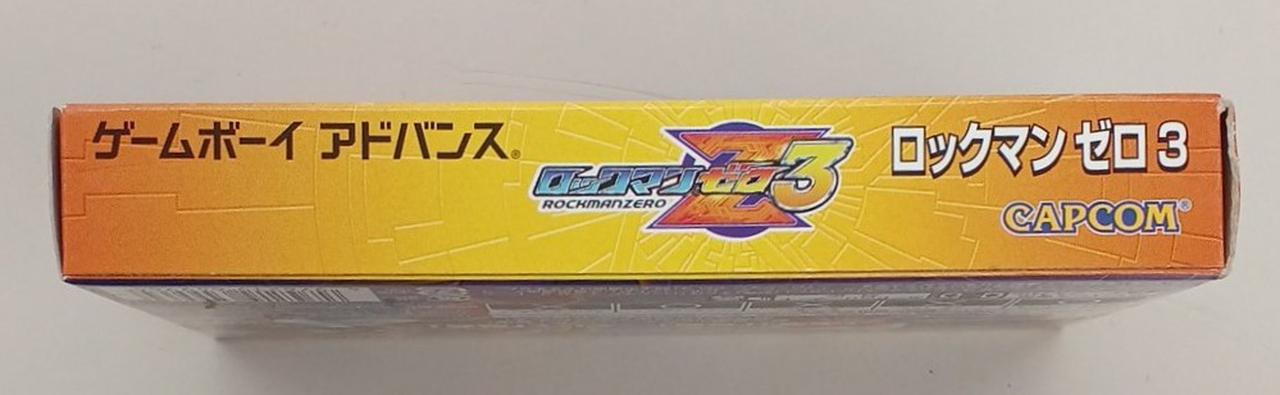 ゲームボーイ アドバンス®
ロックマンゼロ3
ROCKMANZERO
ロックマン ゼロ 3
CAPCOM®